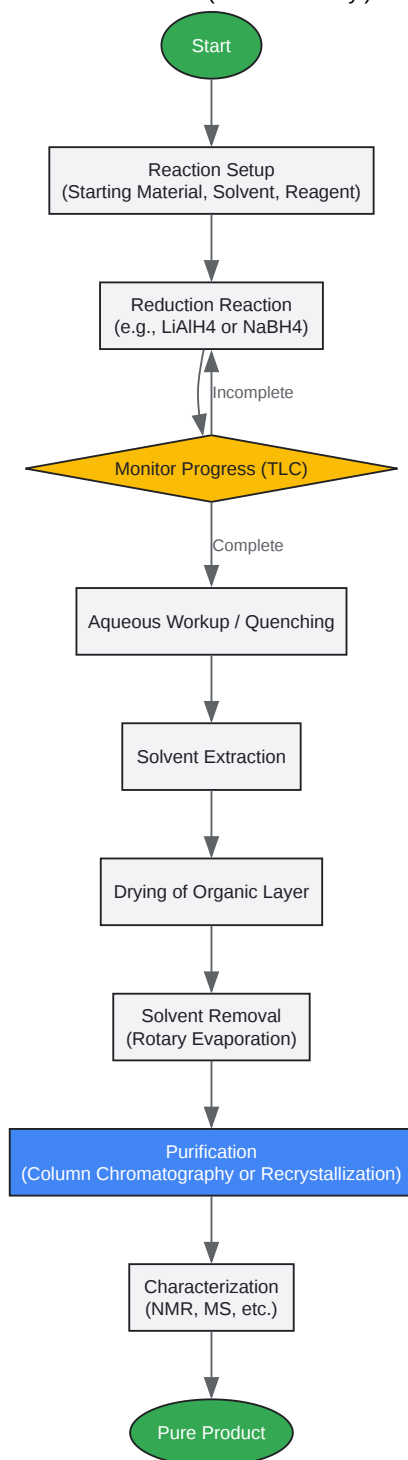 Start
Reaction Setup
(Starting Material, Solvent, Reagent)
Reduction Reaction
(e.g., LiAlH4 or NaBH4)
Incomplete
Monitor Progress (TLC)
Complete
Aqueous Workup / Quenching
Solvent Extraction
Drying of Organic Layer
Solvent Removal
(Rotary Evaporation)
Purification
(Column Chromatography or Recrystallization)
Characterization
(NMR, MS, etc.)
Pure Product